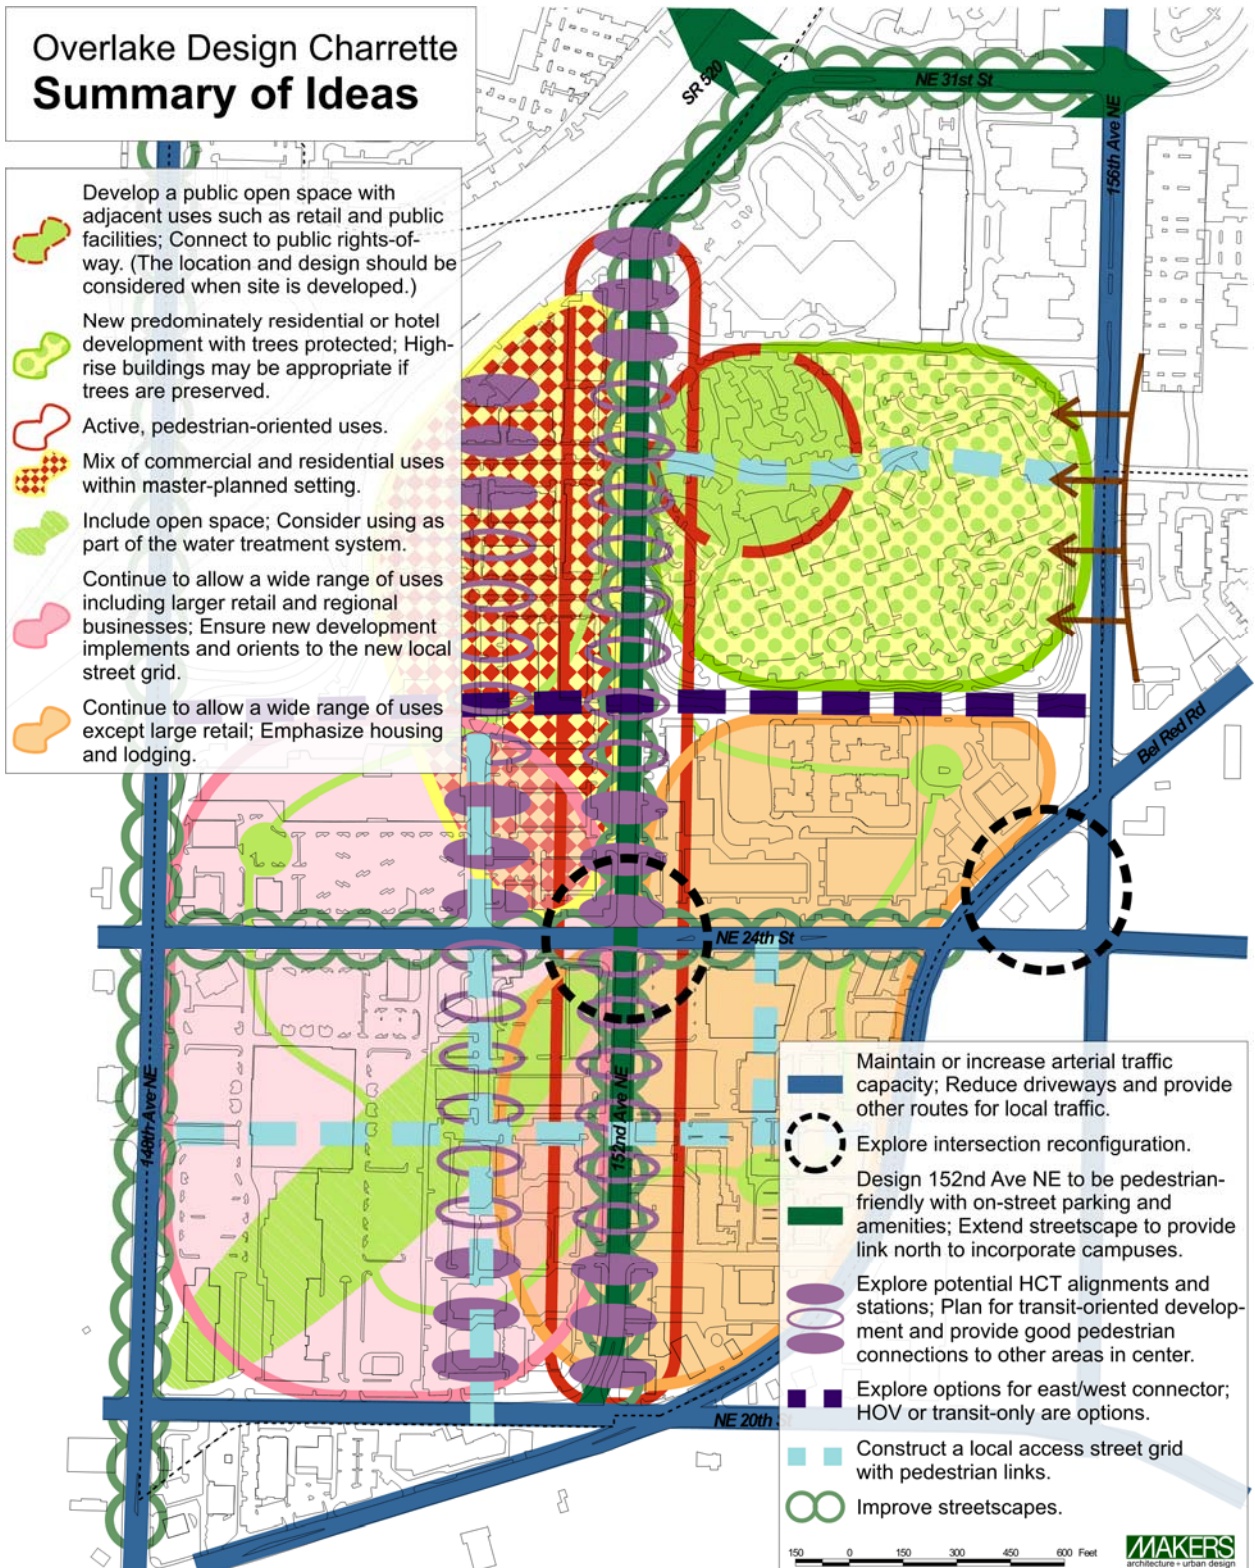 Overlake Design Charrette
Summary of Ideas
Develop a public open space with
adjacent uses such as retail and public
facilities; Connect to public rights-of-
way. (The location and design should be
considered when site is developed.)
New predominately residential or hotel
development with trees protected; High-
rise buildings may be appropriate if
trees are preserved.
Active, pedestrian-oriented uses.
Mix of commercial and residential uses
within master-planned setting.
Include open space; Consider using as
part of the water treatment system.
Continue to allow a wide range of uses
including larger retail and regional
businesses; Ensure new development
implements and orients to the new local
street grid.
Continue to allow a wide range of uses
except large retail; Emphasize housing
and lodging.
SR 520
NE 31st St
156th Ave NE
Bel Red Rd
NE 24th St
148th Ave NE
152nd Ave NE
NE 20th St
Maintain or increase arterial traffic
capacity; Reduce driveways and provide
other routes for local traffic.
Explore intersection reconfiguration.
Design 152nd Ave NE to be pedestrian-
friendly with on-street parking and
amenities; Extend streetscape to provide
link north to incorporate campuses.
Explore potential HCT alignments and
stations; Plan for transit-oriented develop-
ment and provide good pedestrian
connections to other areas in center.
Explore options for east/west connector;
HOV or transit-only are options.
Construct a local access street grid
with pedestrian links.
Improve streetscapes.
150 0 150 300 450 600 Feet
MAKERS
architecture + urban design